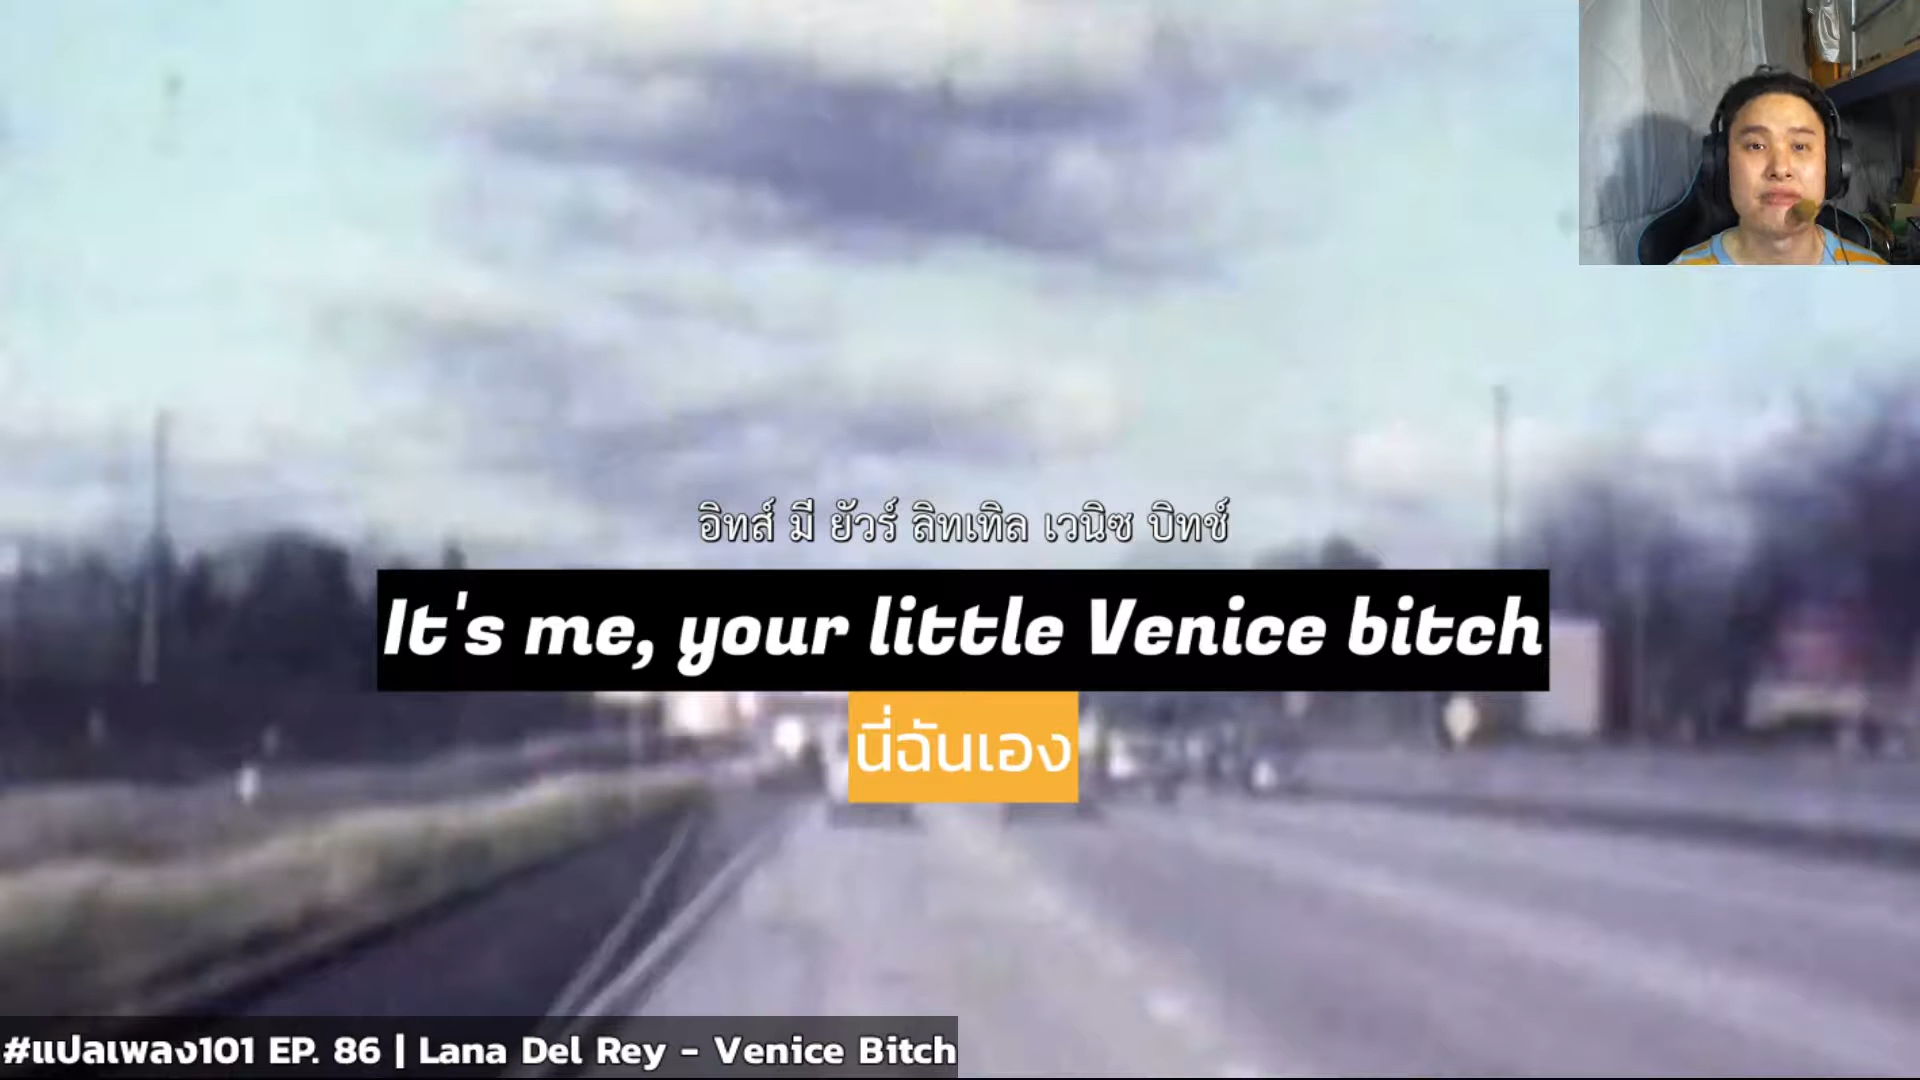 อิทส์ มี ยัวร์ ลิทเทิล เวนิซ บิทช์
It's me, your little Venice bitch
นี่ฉันเอง
#แปลเพลง101 EP. 86 | Lana Del Rey - Venice Bitch